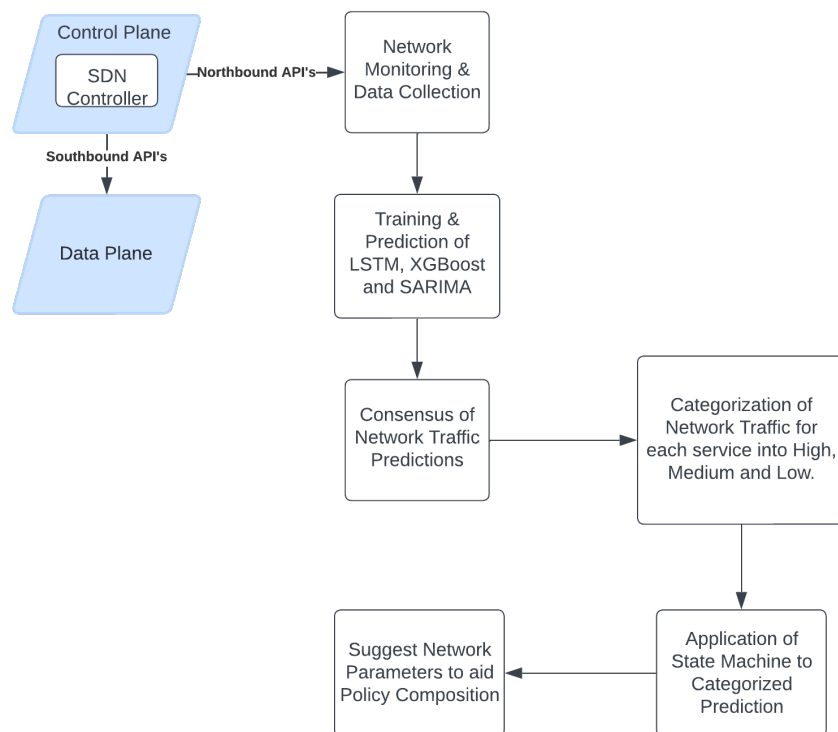 Control Plane
SDN
Controller
Northbound API's
Network
Monitoring &
Data Collection
Southbound API's
Data Plane
Training &
Prediction of
LSTM, XGBoost
and SARIMA
Consensus of
Network Traffic
Predictions
Categorization of
Network Traffic for
each service into High,
Medium and Low.
Suggest Network
Parameters to aid
Policy Composition
Application of
State Machine to
Categorized
Prediction